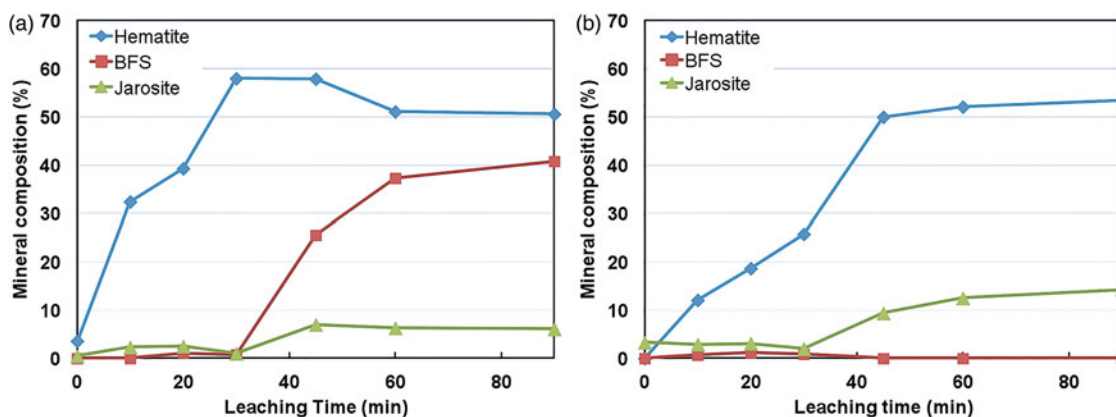 (a)
Hematite
BFS
Jarosite
Mineral composition (%)
70
60
50
40
30
20
10
0
0 20 40 60 80
Leaching Time (min)
(b)
Hematite
BFS
Jarosite
Mineral composition (%)
70
60
50
40
30
20
10
0
0 20 40 60 80
Leaching time (min)